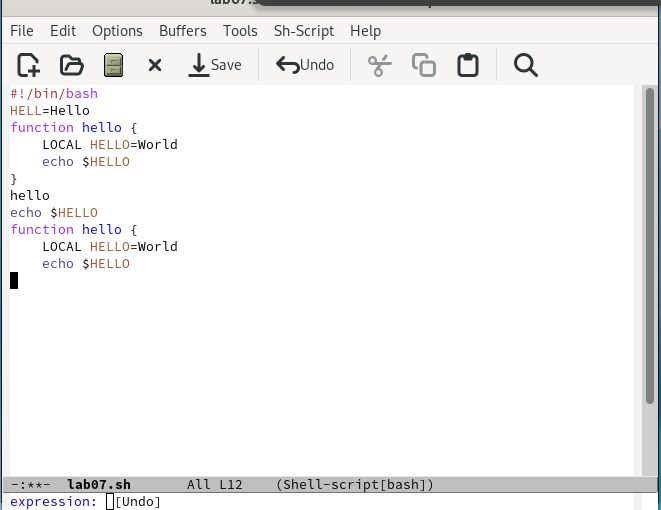 lab07.s
File Edit Options Buffers Tools Sh-Script Help
Save Undo
#!/bin/bash
HELL=Hello
function hello {
    LOCAL HELLO=World
    echo $HELLO
}
hello
echo $HELLO
function hello {
    LOCAL HELLO=World
    echo $HELLO
-:**-  lab07.sh       All L12    (Shell-script[bash])
expression: [Undo]